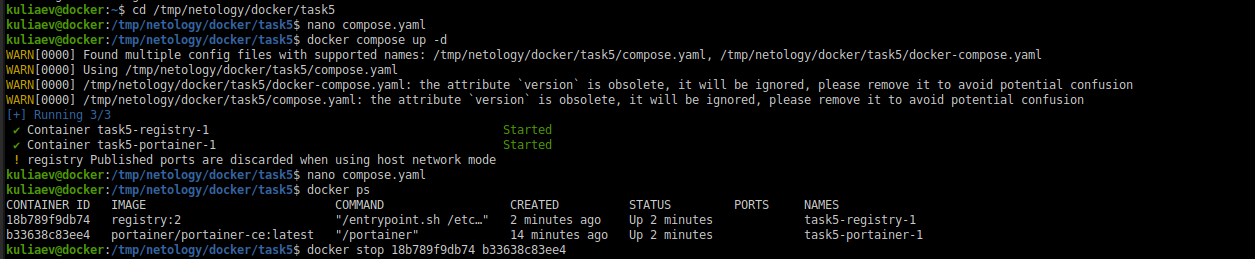 kuliaev@docker:~$ cd /tmp/netology/docker/task5
kuliaev@docker:/tmp/netology/docker/task5$ nano compose.yaml
kuliaev@docker:/tmp/netology/docker/task5$ docker compose up -d
WARN[0000] Found multiple config files with supported names: /tmp/netology/docker/task5/compose.yaml, /tmp/netology/docker/task5/docker-compose.yaml
WARN[0000] Using /tmp/netology/docker/task5/compose.yaml
WARN[0000] /tmp/netology/docker/task5/docker-compose.yaml: the attribute `version` is obsolete, it will be ignored, please remove it to avoid potential confusion
WARN[0000] /tmp/netology/docker/task5/compose.yaml: the attribute `version` is obsolete, it will be ignored, please remove it to avoid potential confusion
[+] Running 3/3
✔ Container task5-registry-1 Started
✔ Container task5-portainer-1 Started
! registry Published ports are discarded when using host network mode
kuliaev@docker:/tmp/netology/docker/task5$ nano compose.yaml
kuliaev@docker:/tmp/netology/docker/task5$ docker ps
CONTAINER ID IMAGE COMMAND CREATED STATUS PORTS NAMES
18b789f9db74 registry:2 "/entrypoint.sh /etc…" 2 minutes ago Up 2 minutes task5-registry-1
b33638c83ee4 portainer/portainer-ce:latest "/portainer" 14 minutes ago Up 2 minutes task5-portainer-1
kuliaev@docker:/tmp/netology/docker/task5$ docker stop 18b789f9db74 b33638c83ee4